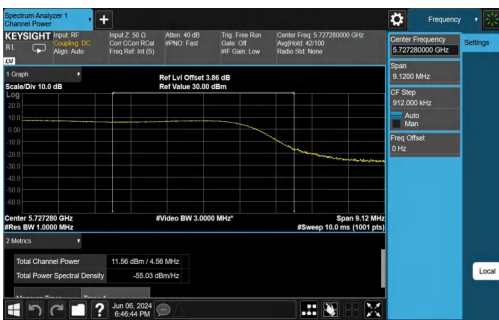 Spectrum Analyzer 1
Channel Power
+
Frequency
KEYSIGHT
RL
Input: RF
Coupling: DC
Align: Auto
Input Z: 50 Ω
Corr CCorr RCal
Freq Ref: Int (S)
Atten: 40 dB
#PNO: Fast
Trig: Free Run
Gate: Off
#IF Gain: Low
Center Freq: 5.727280000 GHz
Avg|Hold: 42/100
Radio Std: None
Center Frequency
5.727280000 GHz
Settings
Span
9.1200 MHz
CF Step
912.000 kHz
Auto
Man
Freq Offset
0 Hz
Local
1 Graph
Scale/Div 10.0 dB
Ref Lvl Offset 3.86 dB
Ref Value 30.00 dBm
Log
20.0
10.0
0.00
-10.0
-20.0
-30.0
-40.0
-50.0
-60.0
Center 5.727280 GHz
#Res BW 1.0000 MHz
#Video BW 3.0000 MHz*
Span 9.12 MHz
#Sweep 10.0 ms (1001 pts)
2 Metrics
Total Channel Power 11.56 dBm / 4.56 MHz
Total Power Spectral Density -55.03 dBm/Hz
?
Jun 06, 2024
6:46:44 PM